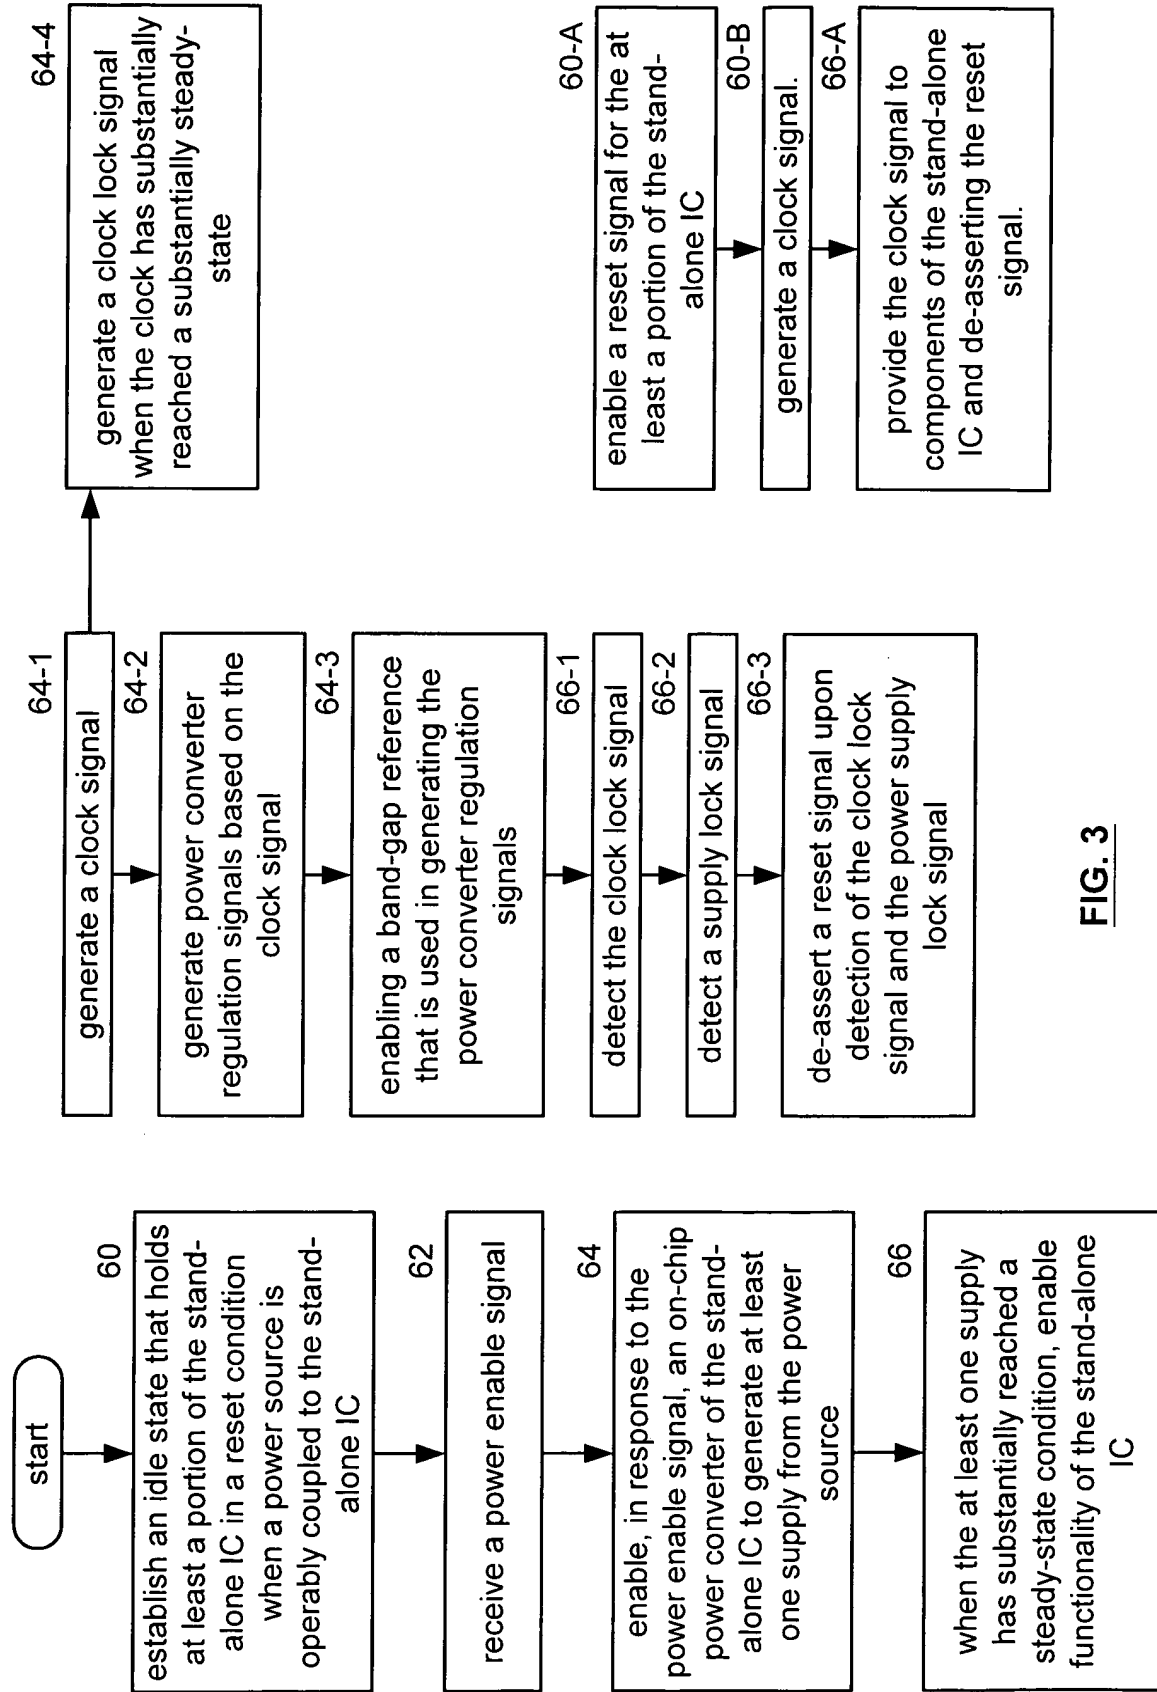 start
60
establish an idle state that holds
at least a portion of the stand-
alone IC in a reset condition
when a power source is
operably coupled to the stand-
alone IC
62
receive a power enable signal
64
enable, in response to the
power enable signal, an on-chip
power converter of the stand-
alone IC to generate at least
one supply from the power
source
66
when the at least one supply
has substantially reached a
steady-state condition, enable
functionality of the stand-alone
IC
64-1
generate a clock signal
64-2
generate power converter
regulation signals based on the
clock signal
64-3
enabling a band-gap reference
that is used in generating the
power converter regulation
signals
66-1
detect the clock lock signal
66-2
detect a supply lock signal
66-3
de-assert a reset signal upon
detection of the clock lock
signal and the power supply
lock signal
64-4
generate a clock lock signal
when the clock has substantially
reached a substantially steady-
state
60-A
enable a reset signal for the at
least a portion of the stand-
alone IC
60-B
generate a clock signal.
66-A
provide the clock signal to
components of the stand-alone
IC and de-asserting the reset
signal.
FIG. 3